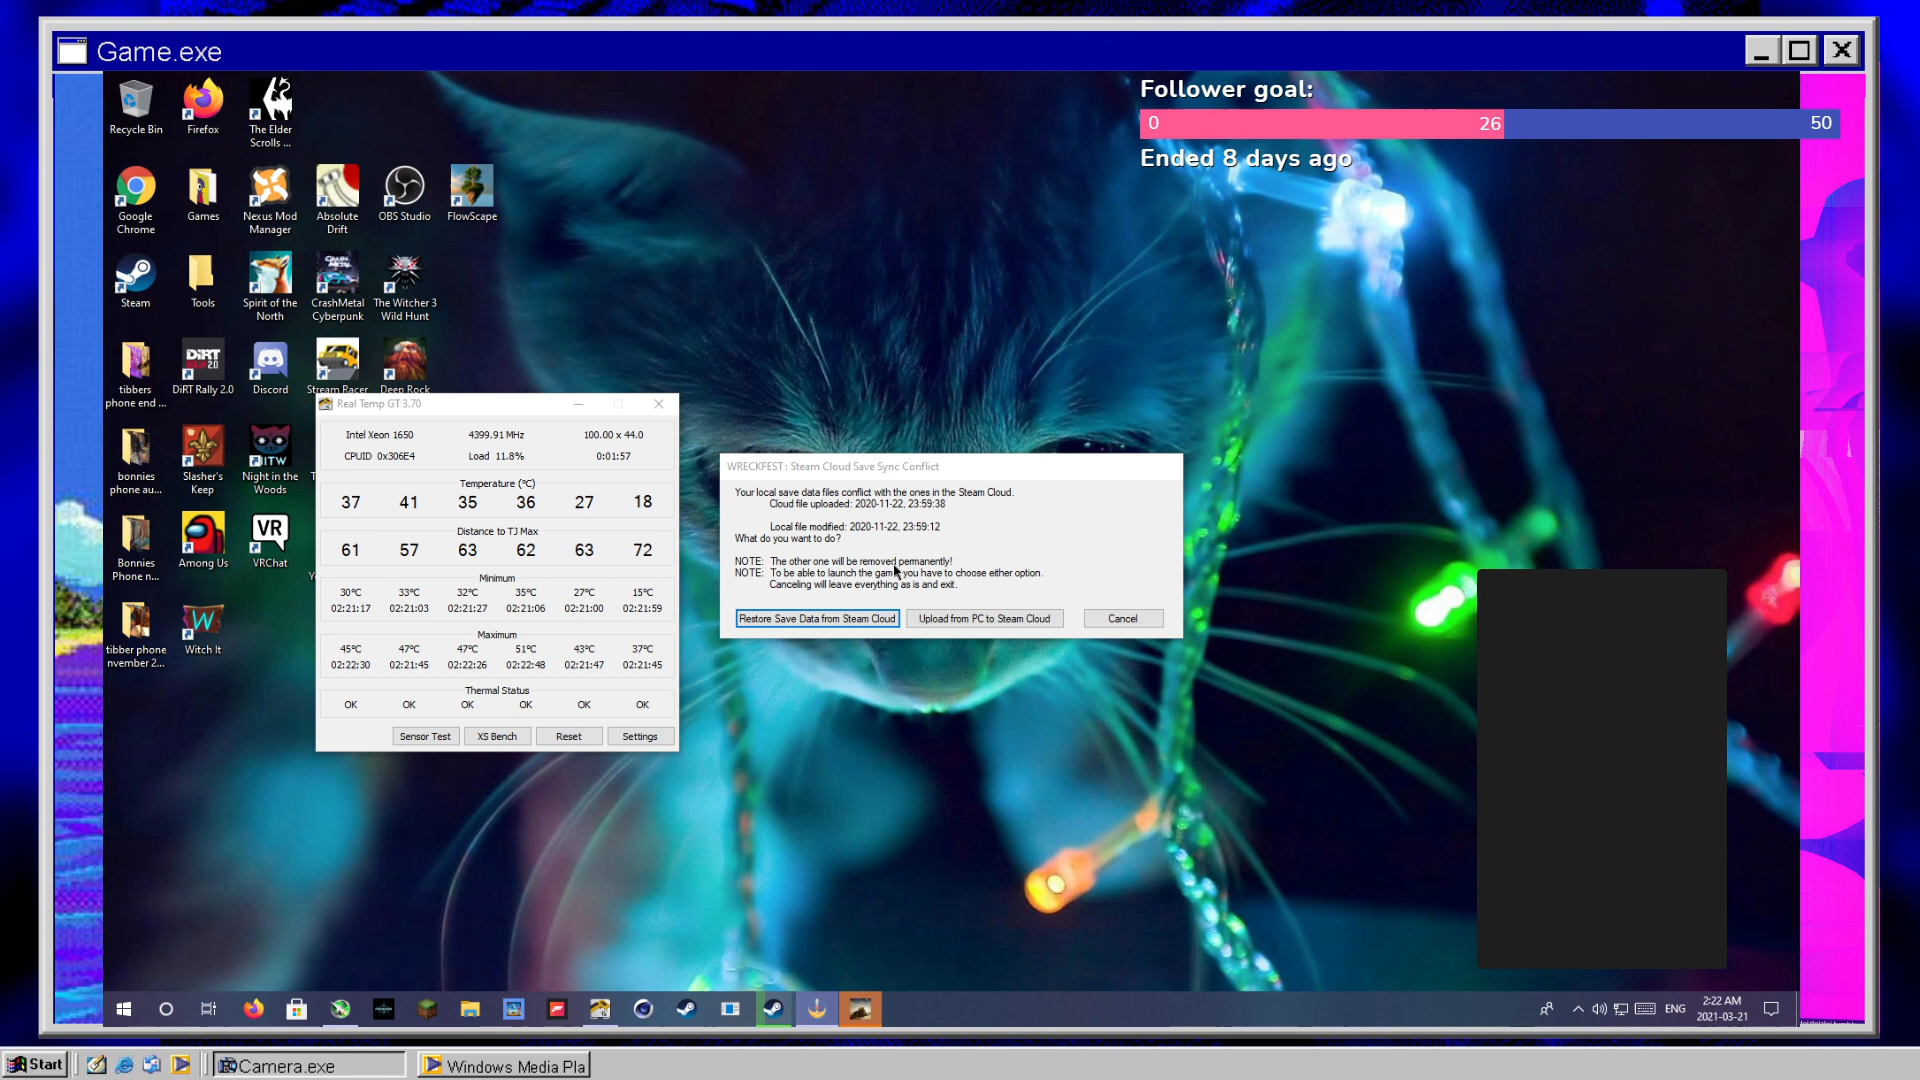 Game.exe
Follower goal:
0 26 50
Ended 8 days ago
Recycle Bin
Firefox
The Elder
Scrolls ...
Google
Chrome
Games
Nexus Mod
Manager
Absolute
Drift
OBS Studio
FlowScape
Steam
Tools
Spirit of the
North
CrashMetal
Cyberpunk
The Witcher 3
Wild Hunt
tibbers
phone end ...
DiRT Rally 2.0
Discord
Stream Racer
Deep Rock
bonnies
phone au...
Slasher's
Keep
Night in the
Woods
Bonnies
Phone n...
Among Us
VR
VRChat
tibber phone
nvember 2...
Witch It
Real Temp GT 3.70
Intel Xeon 1650 4399.91 MHz 100.00 x 44.0
CPUID 0x306E4 Load 11.8% 0:01:57
Temperature (°C)
37 41 35 36 27 18
Distance to TJ Max
61 57 63 62 63 72
Minimum
30°C 33°C 32°C 35°C 27°C 15°C
02:21:17 02:21:03 02:21:27 02:21:06 02:21:00 02:21:59
Maximum
45°C 47°C 47°C 51°C 43°C 37°C
02:22:30 02:21:45 02:22:26 02:22:48 02:21:47 02:21:45
Thermal Status
OK OK OK OK OK OK
Sensor Test XS Bench Reset Settings
WRECKFEST: Steam Cloud Save Sync Conflict
Your local save data files conflict with the ones in the Steam Cloud.
Cloud file uploaded: 2020-11-22, 23:59:38
Local file modified: 2020-11-22, 23:59:12
What do you want to do?
NOTE: The other one will be removed permanently!
NOTE: To be able to launch the game you have to choose either option.
Canceling will leave everything as is and exit.
Restore Save Data from Steam Cloud Upload from PC to Steam Cloud Cancel
ENG
2:22 AM
2021-03-21
Start
Camera.exe
Windows Media Pla